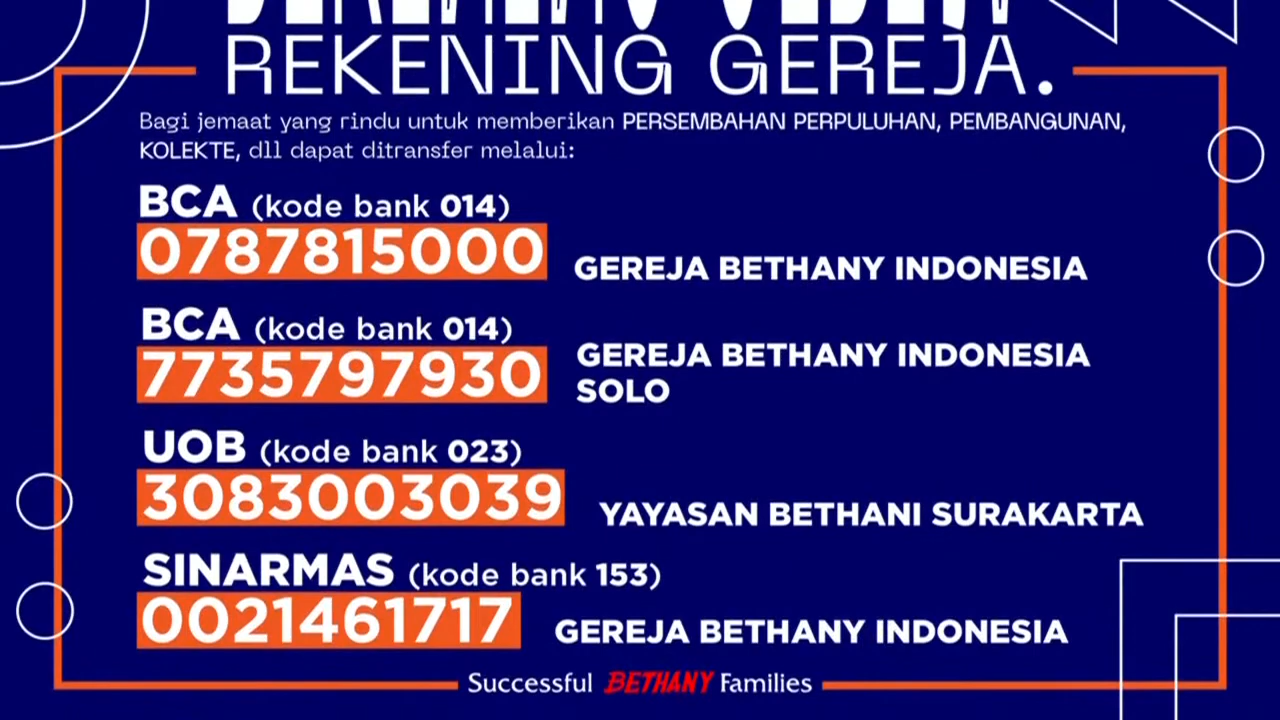 REKENING GEREJA.
Bagi jemaat yang rindu untuk memberikan PERSEMBAHAN PERPULUHAN, PEMBANGUNAN,
KOLEKTE, dll dapat ditransfer melalui:
BCA (kode bank 014)
0787815000 GEREJA BETHANY INDONESIA
BCA (kode bank 014)
7735797930 GEREJA BETHANY INDONESIA
SOLO
UOB (kode bank 023)
3083003039 YAYASAN BETHANI SURAKARTA
SINARMAS (kode bank 153)
0021461717 GEREJA BETHANY INDONESIA
Successful BETHANY Families